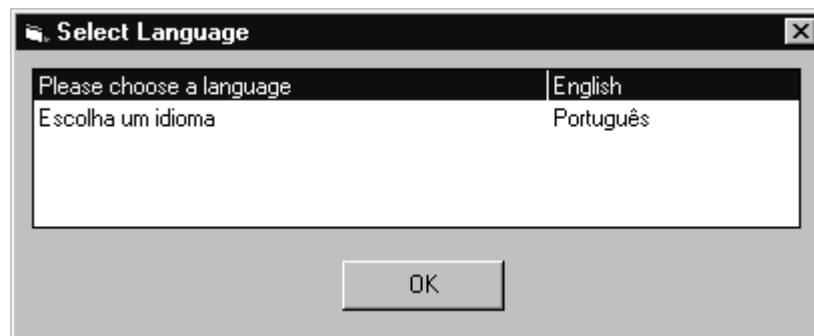 Select Language
Please choose a language English
Escolha um idioma Português
OK